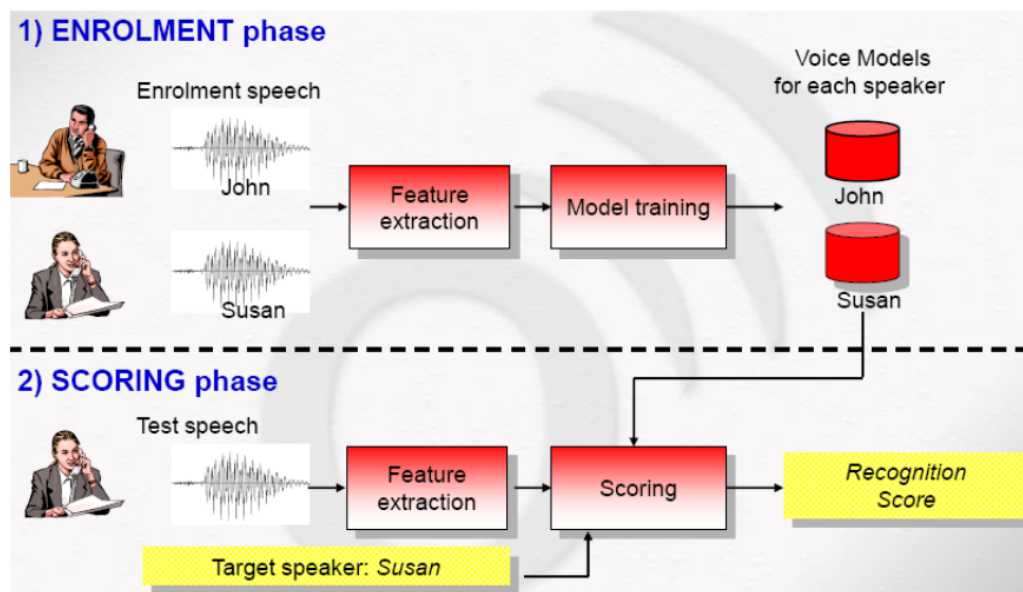 1) ENROLMENT phase
Enrolment speech
John
Susan
Feature
extraction
Model training
Voice Models
for each speaker
John
Susan
2) SCORING phase
Test speech
Feature
extraction
Scoring
Recognition
Score
Target speaker: Susan